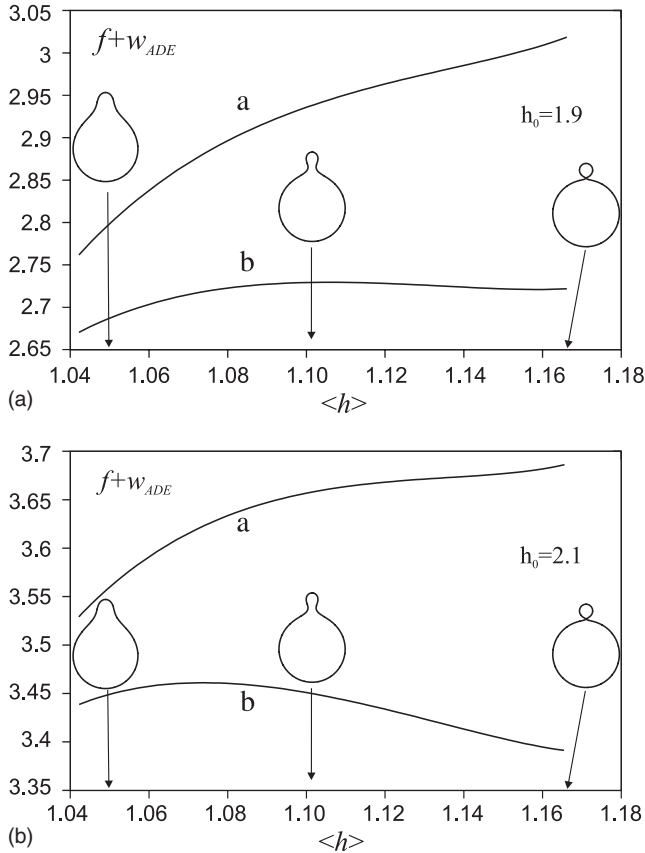 3.05
f+w_ADE
3
2.95
a
h₀=1.9
2.9
2.85
2.8
b
2.75
2.7
2.65
1.04 1.06 1.08 1.10 1.12 1.14 1.16 1.18
(a)
<h>
3.7
f+w_ADE
3.65
a
3.6
h₀=2.1
3.55
3.5
3.45
b
3.4
3.35
1.04 1.06 1.08 1.10 1.12 1.14 1.16 1.18
(b)
<h>